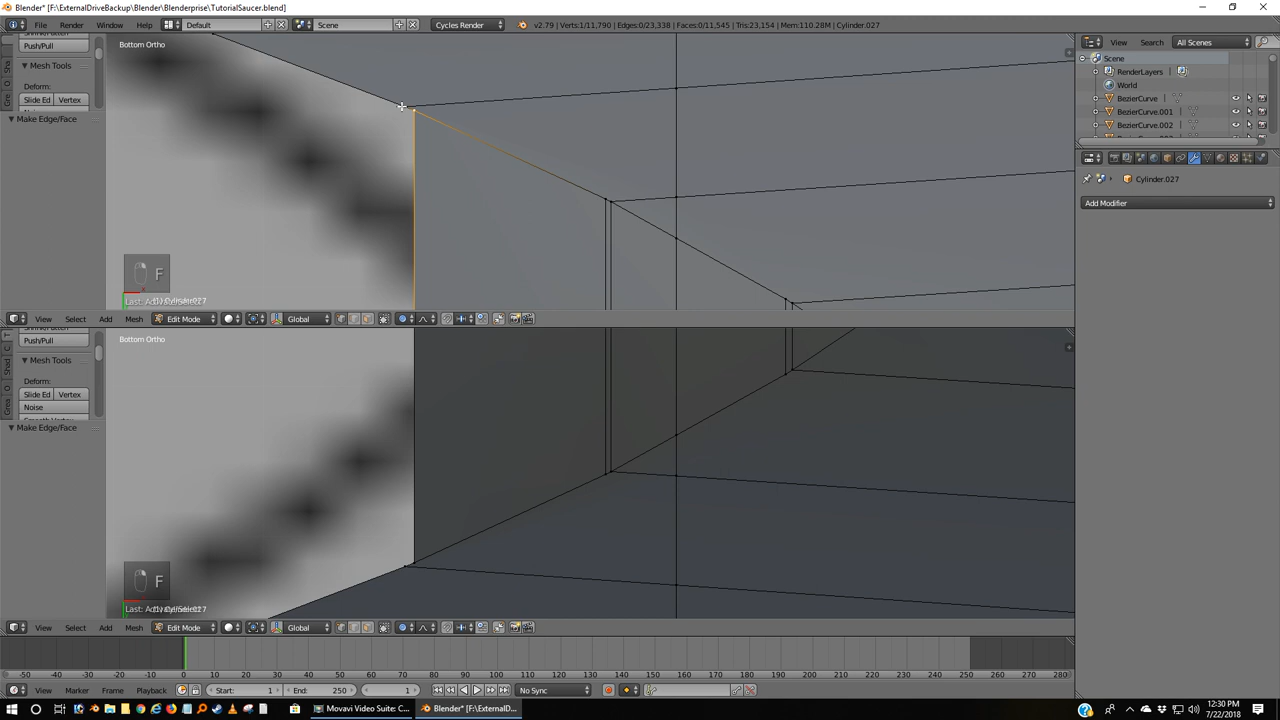 Blender* [F:\ExternalDriveBackup\Blender\Blenderprise\TutorialSaucer.blend]
File Render Window Help Default Scene Cycles Render v2.79 | Verts:1/11,790 | Edges:0/23,338 | Faces:0/11,545 | Tris:23,154 | Mem:110.28M | Cylinder.027
Push/Pull
Mesh Tools
Deform:
Slide Ed Vertex
Make Edge/Face
Bottom Ortho
F
View Select Add Mesh Edit Mode Global
Push/Pull
Mesh Tools
Deform:
Slide Ed Vertex
Noise
Make Edge/Face
Bottom Ortho
F
View Select Add Mesh Edit Mode Global
View Search All Scenes
Scene
RenderLayers
World
BezierCurve
BezierCurve.001
BezierCurve.002
Cylinder.027
Add Modifier
-50 -40 -30 -20 -10 0 10 20 30 40 50 60 70 80 90 100 110 120 130 140 150 160 170 180 190 200 210 220 230 240 250 260 270 280
View Marker Frame Playback Start: 1 End: 250 1 No Sync
Movavi Video Suite: C... Blender* [F:\ExternalD...
12:30 PM
7/22/2018